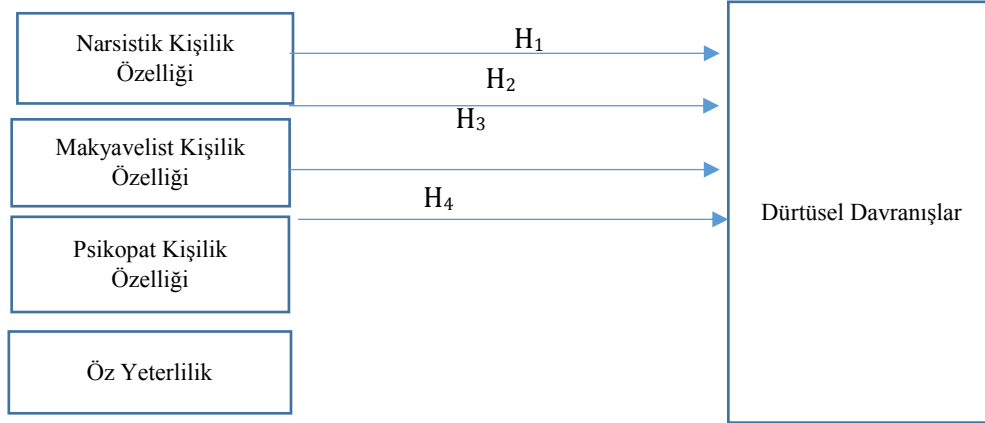 Narsistik Kişilik
Özelliği
H₁
H₂
H₃
Makyavelist Kişilik
Özelliği
H₄
Psikopat Kişilik
Özelliği
Öz Yeterlilik
Dürtüsel Davranışlar